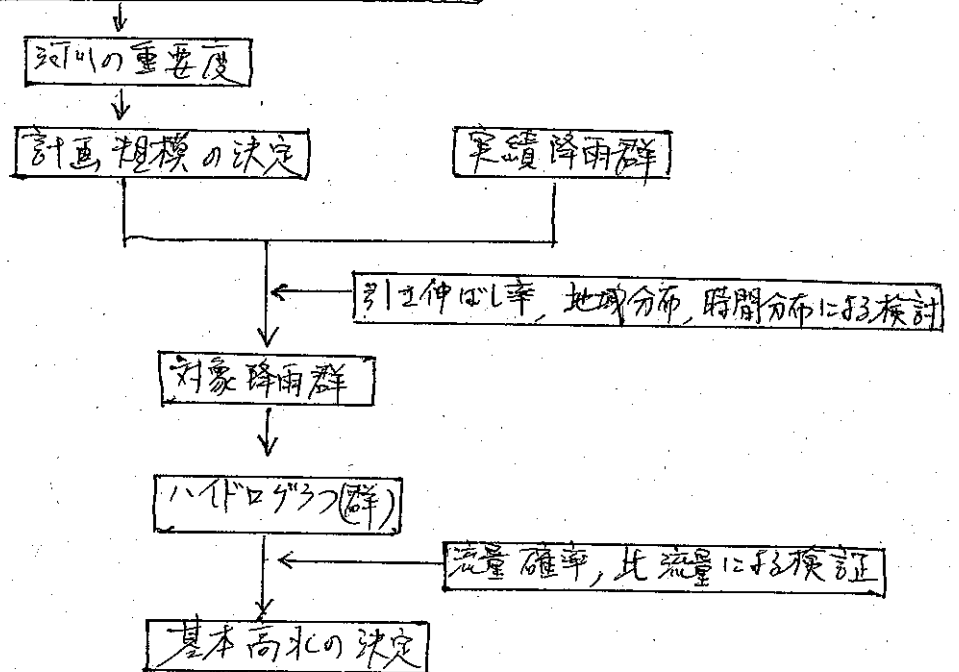 河川の重要度
計画規模の決定
実績降雨群
引き伸ばし率, 地域分布, 時間分布による検討
対象降雨群
ハイドログラフ(群)
流量確率, 比流量による検証
基本高水の決定